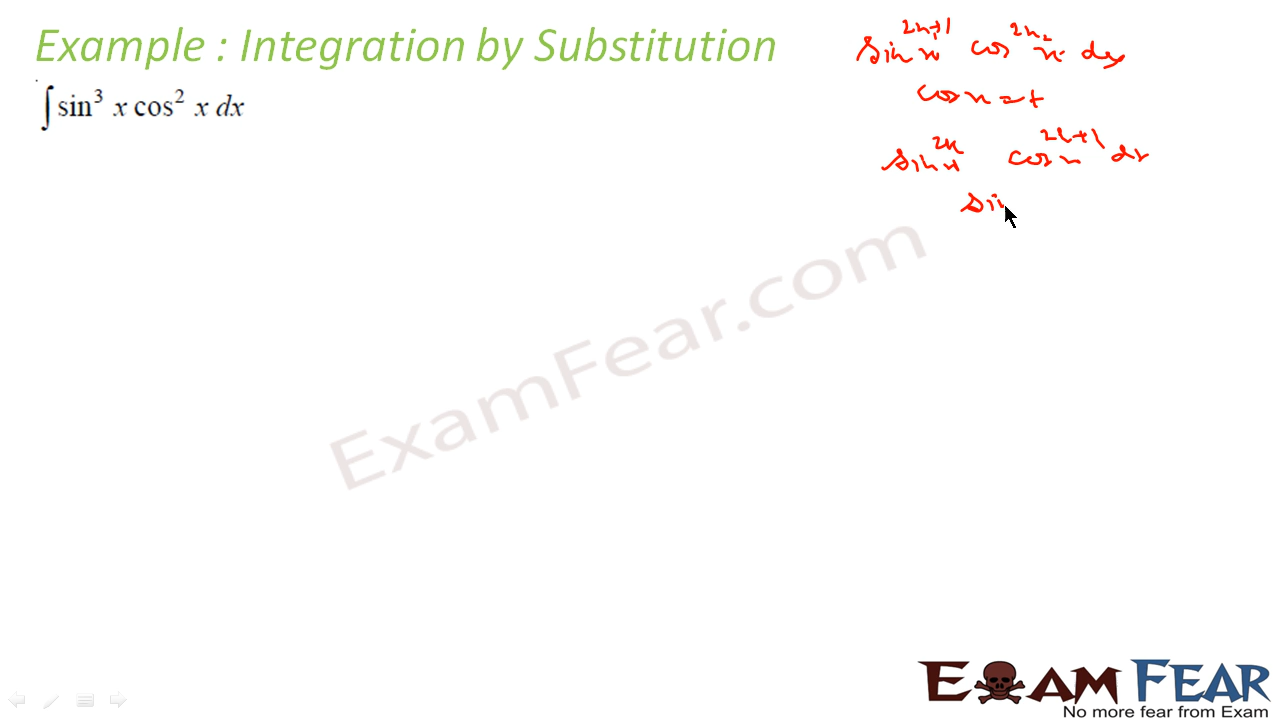 Example : Integration by Substitution
∫ sin³ x cos² x dx
sin^{2n+1} x cos^{2n} x dx
cos x = t
sin^{2n} x cos^{2n+1} x dx
sin
ExamFear.com
EXAM FEAR
No more fear from Exam